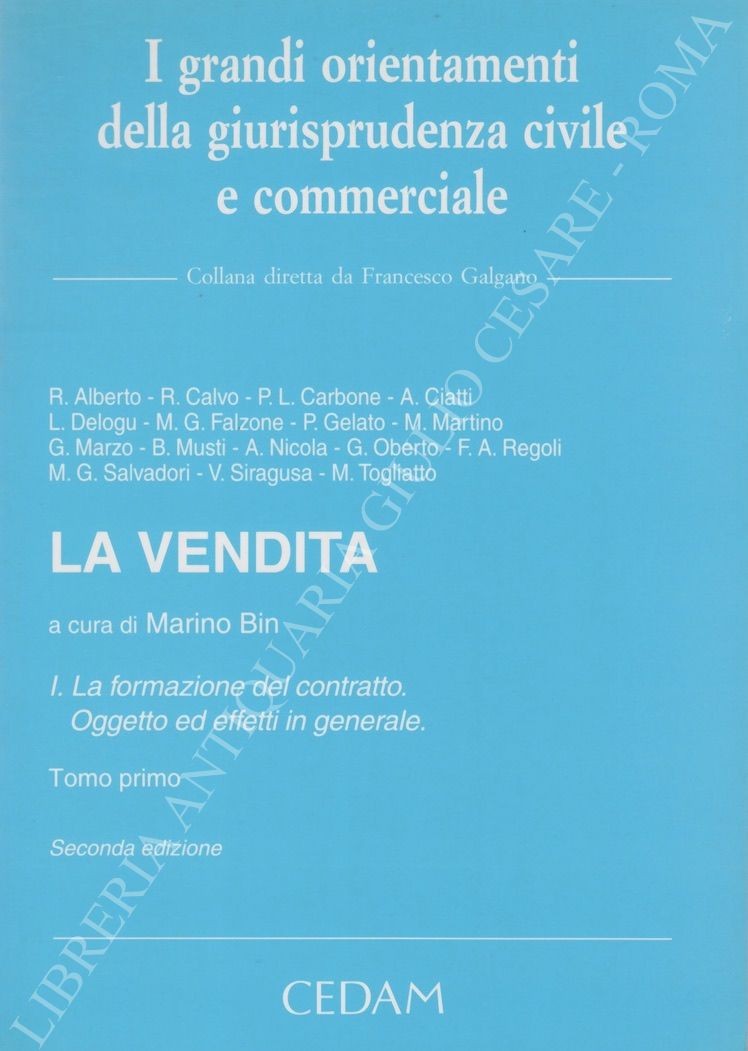 I grandi orientamenti
della giurisprudenza civile
e commerciale
Collana diretta da Francesco Galgano
R. Alberto - R. Calvo - P. L. Carbone - A. Ciatti
L. Delogu - M. G. Falzone - P. Gelato - M. Martino
G. Marzo - B. Musti - A. Nicola - G. Oberto - F. A. Regoli
M. G. Salvadori - V. Siragusa - M. Togliatto
LA VENDITA
a cura di Marino Bin
I. La formazione del contratto.
Oggetto ed effetti in generale.
Tomo primo
Seconda edizione
CEDAM
LIBRERIA ANTIQUARIA GIULIO CESARE - ROMA